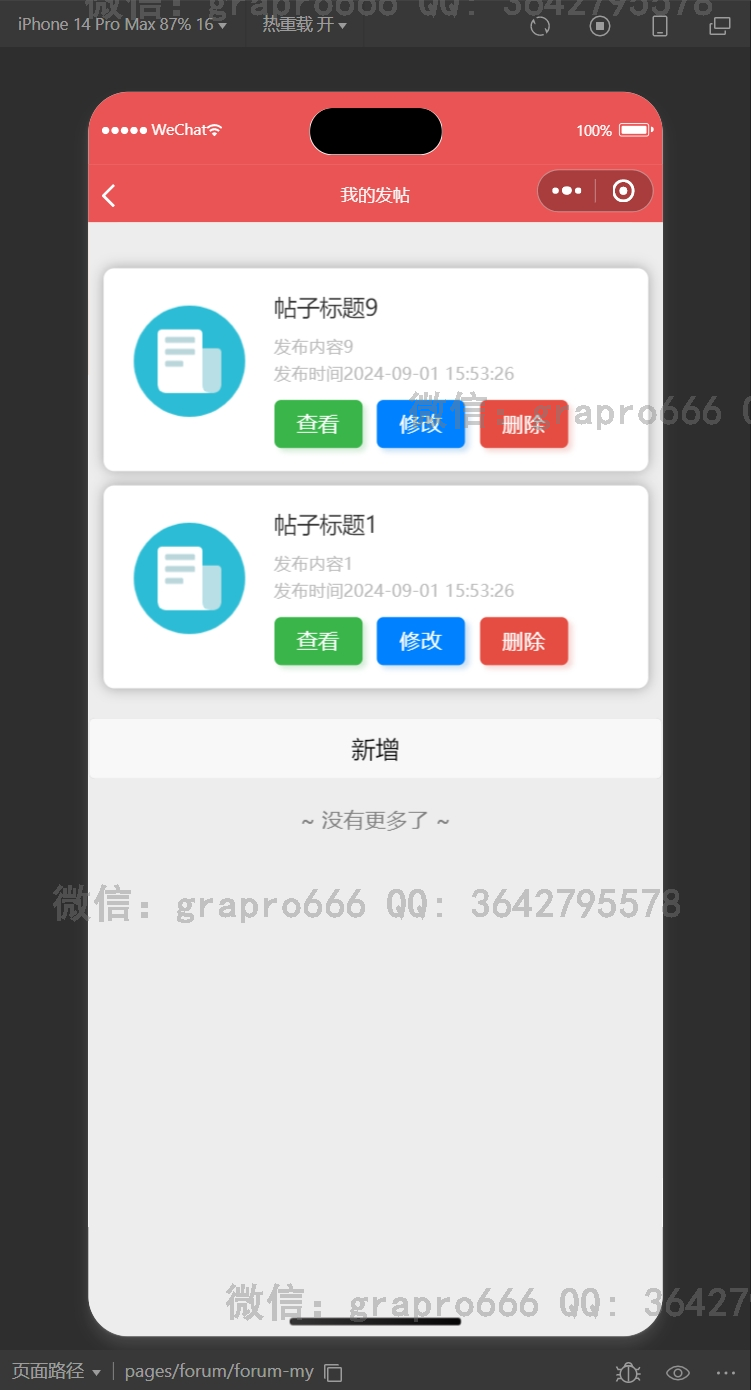 微信: grapro666 QQ: 3642795578
iPhone 14 Pro Max 87% 16
热重载 开
WeChat
100%
我的发帖
帖子标题9
发布内容9
发布时间2024-09-01 15:53:26
微信: grapro666 Q
查看 修改 删除
帖子标题1
发布内容1
发布时间2024-09-01 15:53:26
查看 修改 删除
新增
~ 没有更多了 ~
微信: grapro666 QQ: 3642795578
微信: grapro666 QQ: 36427
页面路径 pages/forum/forum-my